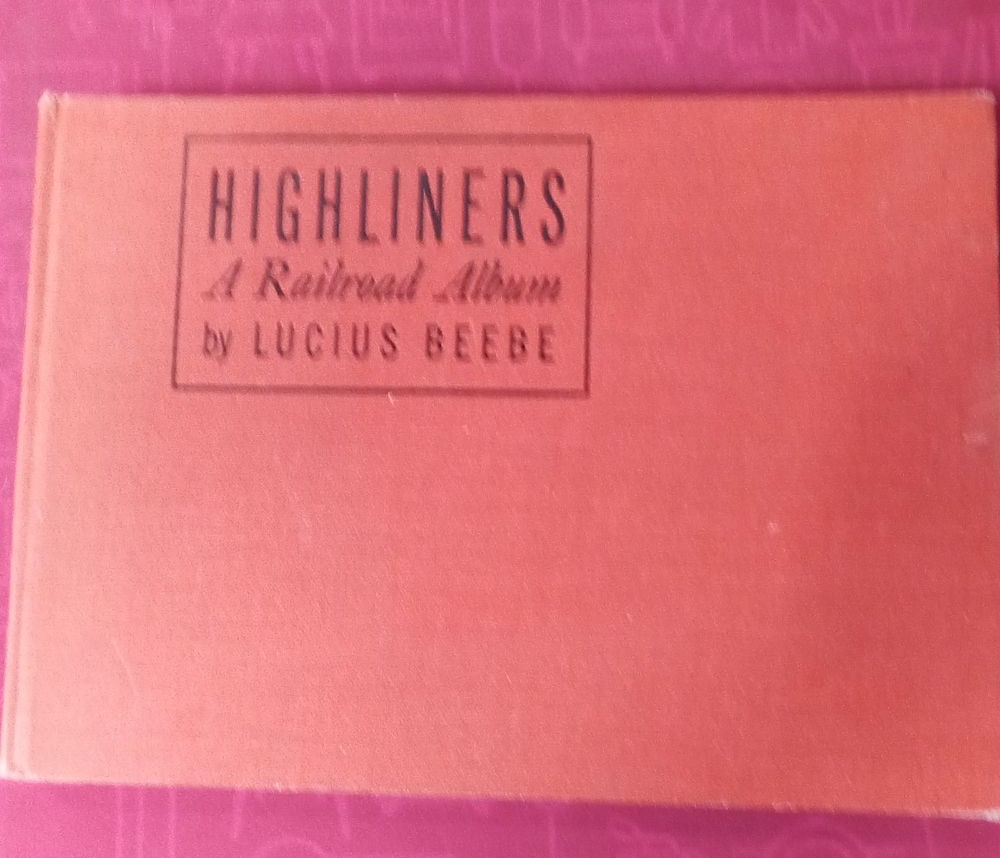 HIGHLINERS
A Railroad Album
by LUCIUS BEEBE